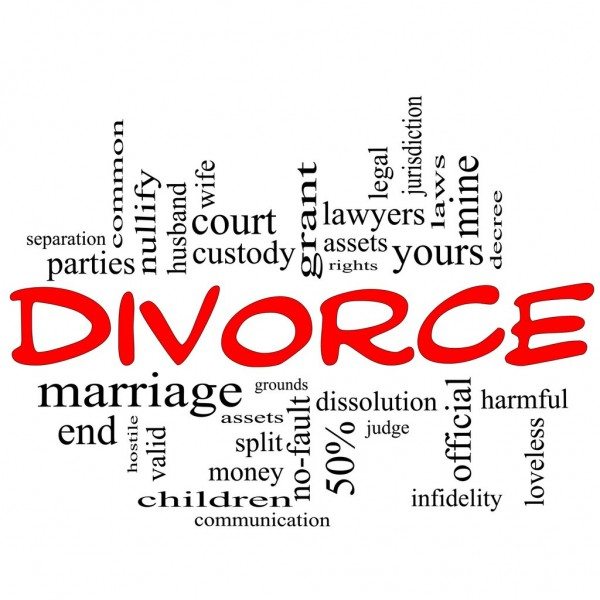 common
nullify
husband
wife
grant
legal
jurisdiction
laws
mine
decree
separation
parties
court
custody
lawyers
assets
rights
yours
DIVORCE
marriage
grounds
end
hostile
valid
assets
split
money
no-fault
children
communication
dissolution
50%
judge
official
harmful
infidelity
loveless